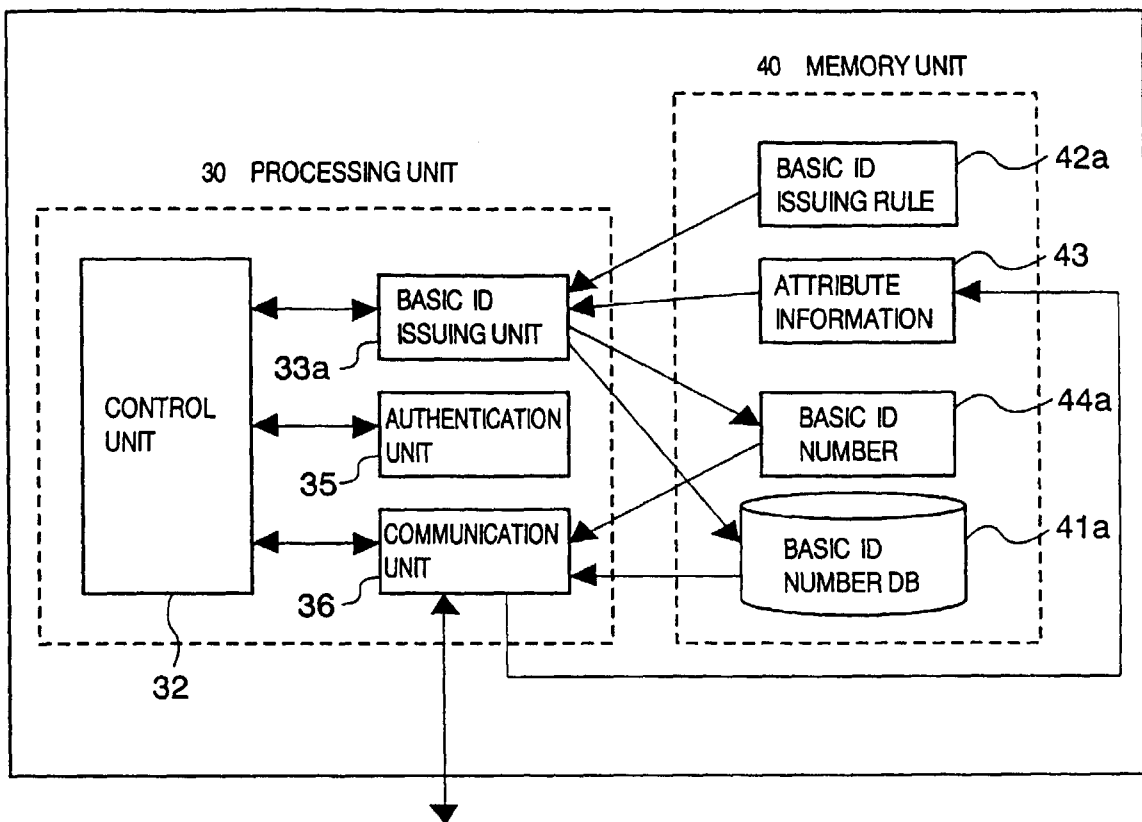 40 MEMORY UNIT
30 PROCESSING UNIT
BASIC ID
ISSUING RULE
42a
ATTRIBUTE
INFORMATION
43
BASIC ID
ISSUING UNIT
33a
CONTROL
UNIT
32
AUTHENTICATION
UNIT
35
BASIC ID
NUMBER
44a
COMMUNICATION
UNIT
36
BASIC ID
NUMBER DB
41a